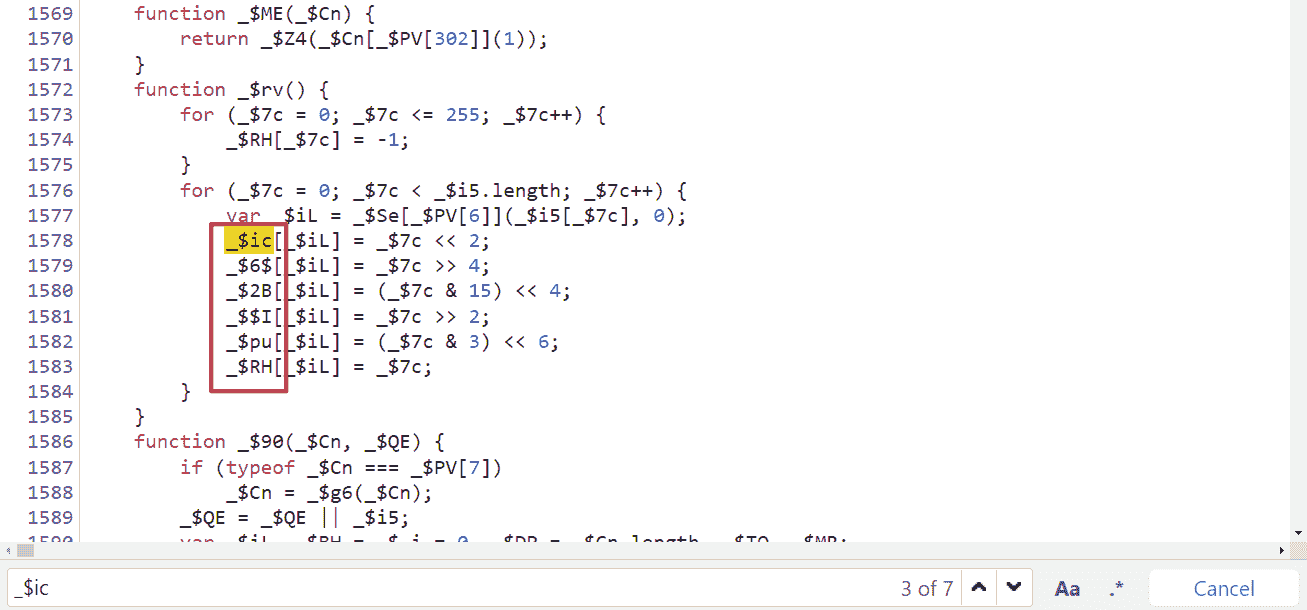 1569 function _$ME(_$Cn) {
1570 return _$Z4(_$Cn[_$PV[302]](1));
1571 }
1572 function _$rv() {
1573 for (_$7c = 0; _$7c <= 255; _$7c++) {
1574 _$RH[_$7c] = -1;
1575 }
1576 for (_$7c = 0; _$7c < _$i5.length; _$7c++) {
1577 var _$iL = _$Se[_$PV[6]](_$i5[_$7c], 0);
1578 _$ic[_$iL] = _$7c << 2;
1579 _$6$[_$iL] = _$7c >> 4;
1580 _$2B[_$iL] = (_$7c & 15) << 4;
1581 _$$I[_$iL] = _$7c >> 2;
1582 _$pu[_$iL] = (_$7c & 3) << 6;
1583 _$RH[_$iL] = _$7c;
1584 }
1585 }
1586 function _$90(_$Cn, _$QE) {
1587 if (typeof _$Cn === _$PV[7])
1588 _$Cn = _$g6(_$Cn);
1589 _$QE = _$QE || _$i5;
_$ic 3 of 7 Aa .* Cancel